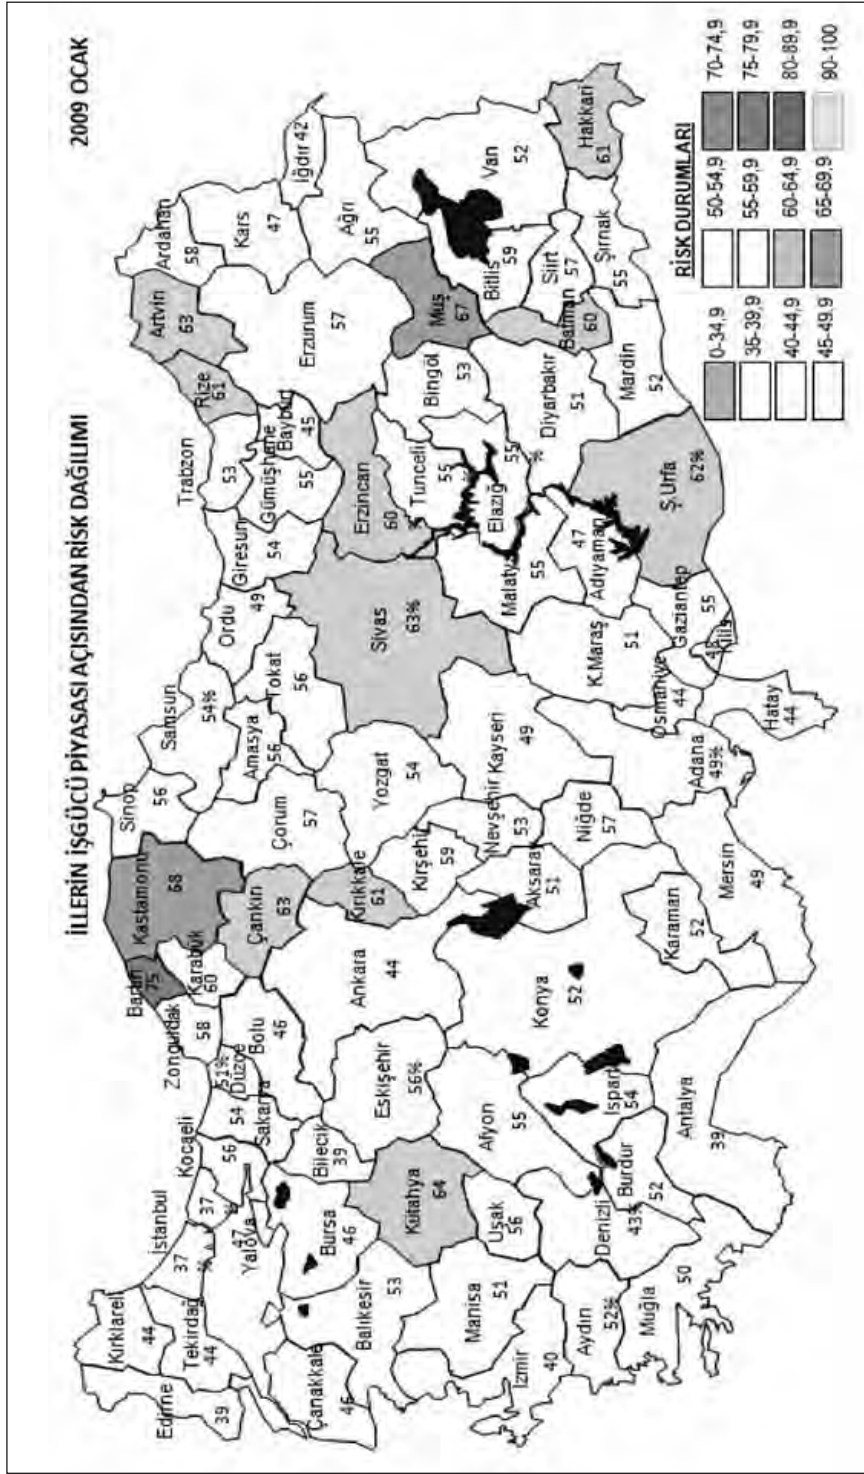 İLLERİN İŞGÜCÜ PİYASASI AÇISINDAN RİSK DAĞILIMI
2009 OCAK
Kırklareli
44
Edirne
39
Tekirdağ
44
İstanbul
37
%
37
Kocaeli
56
Yalova
47
Sakarya
54
Düzce
51%
Zonguldak
58
Bartın
75
Karabük
60
Kastamonu
68
Sinop
56
Samsun
54%
Ordu
49
Giresun
54
Trabzon
53
Gümüşhane
55
Bayburt
45
Rize
61
Artvin
63
Ardahan
58
Kars
47
Iğdır 42
Ağrı
55
Çanakkale
46
Balıkesir
53
Bursa
46
Bilecik
39
Bolu
46
Eskişehir
56%
Kütahya
64
Ankara
44
Çankırı
63
Kırıkkale
61
Çorum
57
Amasya
56
Tokat
56
Yozgat
54
Sivas
63%
Erzincan
60
Erzurum
57
Tunceli
55
Bingöl
53
Muş
67
Bitlis
59
Van
52
Hakkari
61
Manisa
51
İzmir
40
Uşak
56
Afyon
55
Aydın
52%
Denizli
43%
Muğla
50
Burdur
52
Isparta
54
Antalya
39
Konya
52
Karaman
52
Mersin
49
Aksaray
51
Kırşehir
59
Nevşehir
53
Niğde
57
Kayseri
49
Adana
49%
Osmaniye
44
Hatay
44
K.Maraş
51
Malatya
55
Elazığ
55
%
Adıyaman
47
Gaziantep
55
Kilis
Ş.Urfa
62%
Diyarbakır
51
Mardin
52
Batman
60
Siirt
57
Şırnak
55
RİSK DURUMLARI
0-34,9
50-54,9
70-74,9
35-39,9
55-59,9
75-79,9
40-44,9
60-64,9
80-89,9
45-49,9
65-69,9
90-100